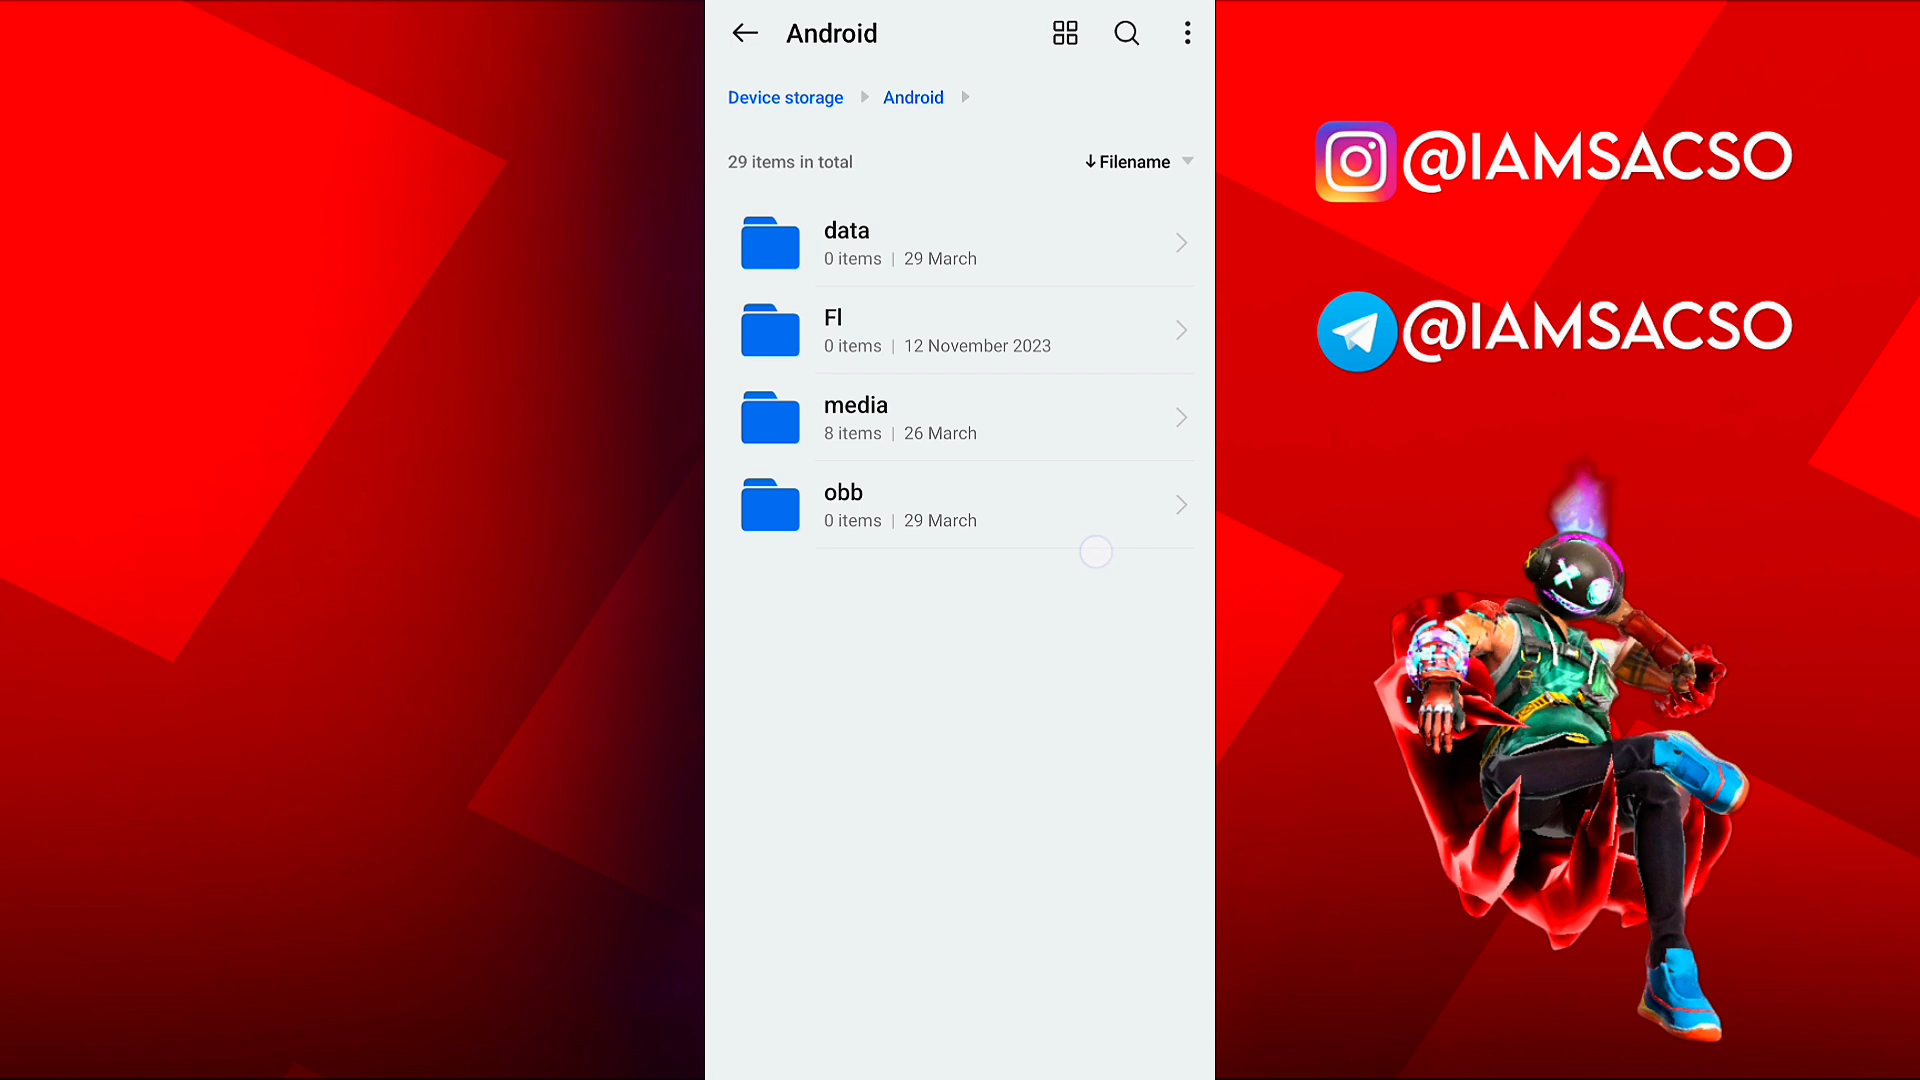 Android
Device storage
Android
29 items in total
Filename
data
0 items | 29 March
Fl
0 items | 12 November 2023
media
8 items | 26 March
obb
0 items | 29 March
@IAMSACSO
@IAMSACSO